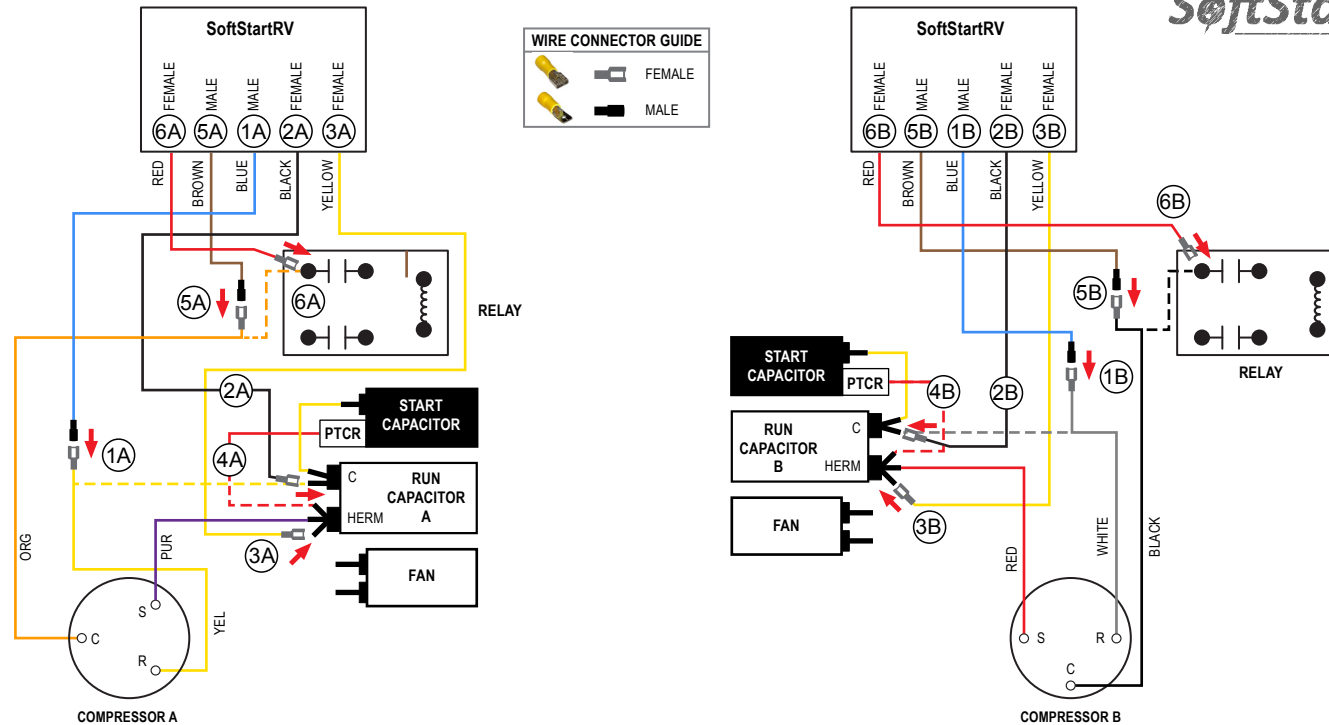 SoftStartRV
FEMALE
MALE
MALE
FEMALE
FEMALE
6A
5A
1A
2A
3A
RED
BROWN
BLUE
BLACK
YELLOW
5A
6A
RELAY
2A
START
CAPACITOR
PTCR
4A
1A
C
RUN
CAPACITOR
A
HERM
3A
FAN
ORG
PUR
YEL
S
C
R
COMPRESSOR A
WIRE CONNECTOR GUIDE
FEMALE
MALE
SoftStartRV
FEMALE
MALE
MALE
FEMALE
FEMALE
6B
5B
1B
2B
3B
RED
BROWN
BLUE
BLACK
YELLOW
6B
5B
1B
RELAY
START
CAPACITOR
PTCR
4B
2B
RUN
CAPACITOR
B
C
HERM
3B
FAN
RED
WHITE
BLACK
S
R
C
COMPRESSOR B